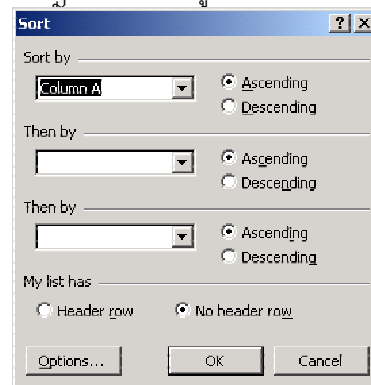 Sort
Sort by
Column A
Ascending
Descending
Then by
Ascending
Descending
Then by
Ascending
Descending
My list has
Header row
No header row
Options...
OK
Cancel